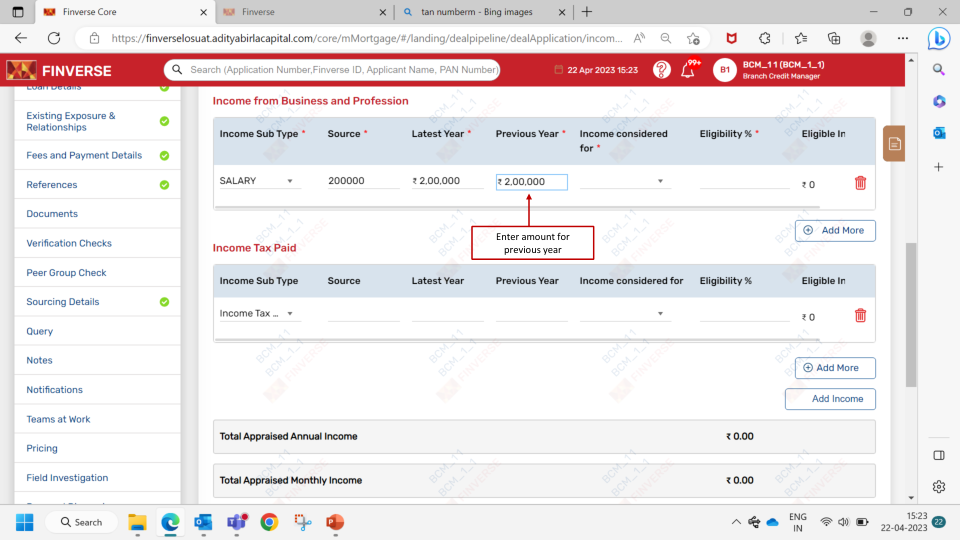 Finverse Core
Finverse
tan numberm - Bing images
https://finverselosuat.adityabirlacapital.com/core/mMortgage/#/landing/dealpipeline/dealApplication/incom...
FINVERSE
Search (Application Number,Finverse ID, Applicant Name, PAN Number)
22 Apr 2023 15:23
99+
B1
BCM_11 (BCM_1_1)
Branch Credit Manager
Loan Details
Existing Exposure &
Relationships
Fees and Payment Details
References
Documents
Verification Checks
Peer Group Check
Sourcing Details
Query
Notes
Notifications
Teams at Work
Pricing
Field Investigation
Income from Business and Profession
Income Sub Type * Source * Latest Year * Previous Year * Income considered for * Eligibility % * Eligible In
SALARY 200000 ₹ 2,00,000 ₹ 2,00,000 ₹ 0
Add More
Enter amount for
previous year
Income Tax Paid
Income Sub Type Source Latest Year Previous Year Income considered for Eligibility % Eligible In
Income Tax ... ₹ 0
Add More
Add Income
Total Appraised Annual Income ₹ 0.00
Total Appraised Monthly Income ₹ 0.00
BCM_11
BCM_1_1
FINVERSE
Search
ENG
IN
15:23
22-04-2023
22